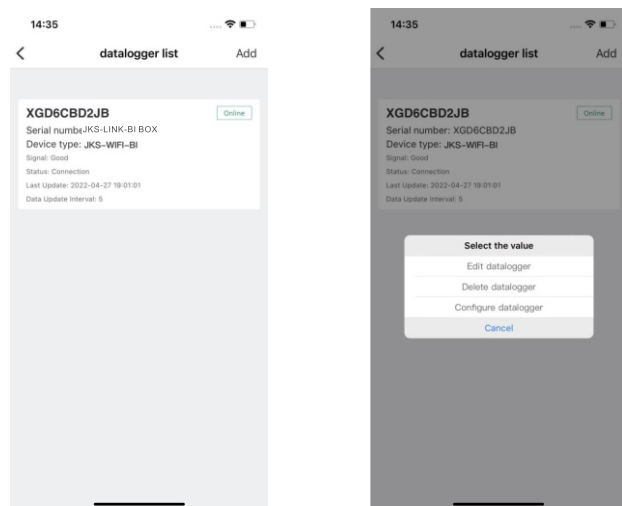 14:35
datalogger list Add
XGD6CBD2JB Online
Serial numbeJKS-LINK-BI BOX
Device type: JKS-WIFI-BI
Signal: Good
Status: Connection
Last Update: 2022-04-27 19:01:01
Data Update Interval: 5
14:35
datalogger list Add
XGD6CBD2JB Online
Serial number: XGD6CBD2JB
Device type: JKS-WIFI-BI
Signal: Good
Status: Connection
Last Update: 2022-04-27 19:01:01
Data Update Interval: 5
Select the value
Edit datalogger
Delete datalogger
Configure datalogger
Cancel